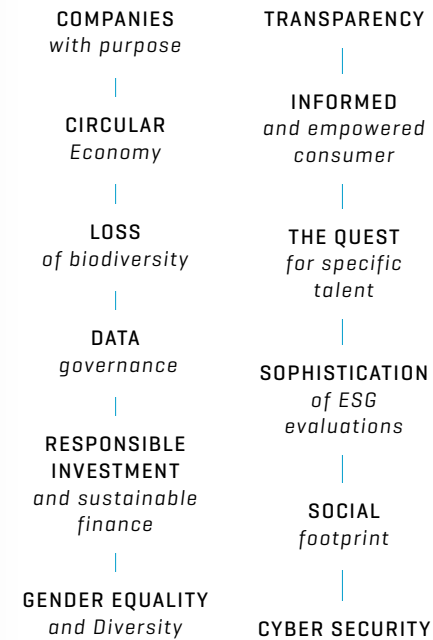 COMPANIES
with purpose
CIRCULAR
Economy
LOSS
of biodiversity
DATA
governance
RESPONSIBLE
INVESTMENT
and sustainable
finance
GENDER EQUALITY
and Diversity
TRANSPARENCY
INFORMED
and empowered
consumer
THE QUEST
for specific
talent
SOPHISTICATION
of ESG
evaluations
SOCIAL
footprint
CYBER SECURITY